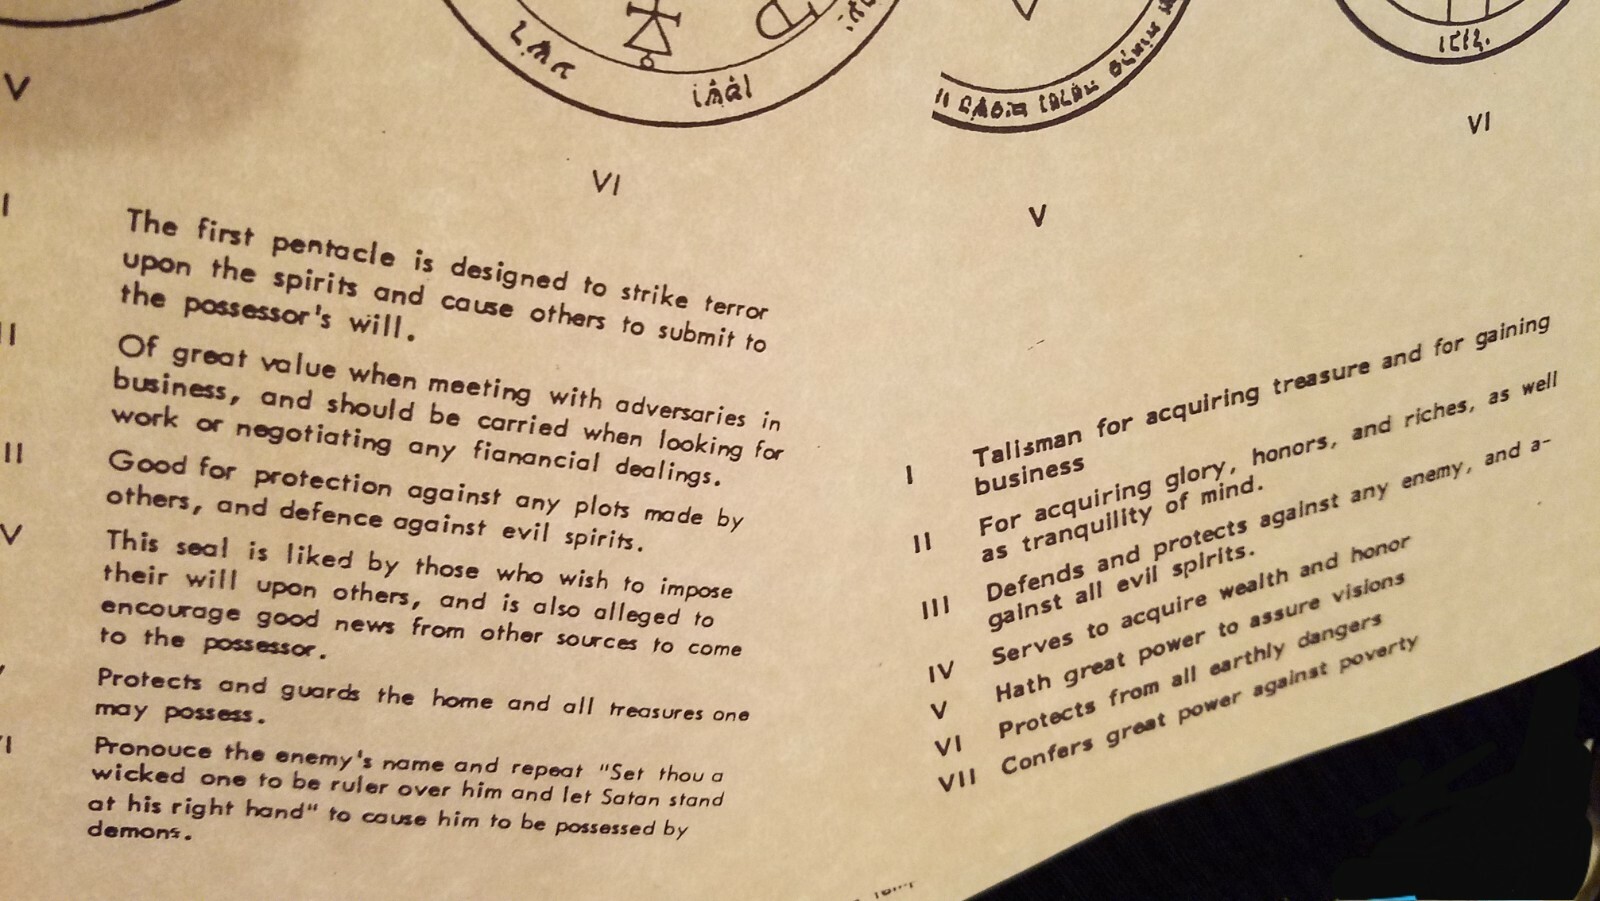 V
VI
V
VI
I
The first pentacle is designed to strike terror
upon the spirits and cause others to submit to
the possessor's will.
II
Of great value when meeting with adversaries in
business, and should be carried when looking for
work or negotiating any fianancial dealings.
II
Good for protection against any plots made by
others, and defence against evil spirits.
V
This seal is liked by those who wish to impose
their will upon others, and is also alleged to
encourage good news from other sources to come
to the possessor.
Protects and guards the home and all treasures one
may possess.
VI
Pronouce the enemy's name and repeat "Set thou a
wicked one to be ruler over him and let Satan stand
at his right hand" to cause him to be possessed by
demons.
I Talisman for acquiring treasure and for gaining
business
II For acquiring glory, honors, and riches, as well
as tranquility of mind.
III Defends and protects against any enemy, and a-
gainst all evil spirits.
IV Serves to acquire wealth and honor
V Hath great power to assure visions
VI Protects from all earthly dangers
VII Confers great power against poverty